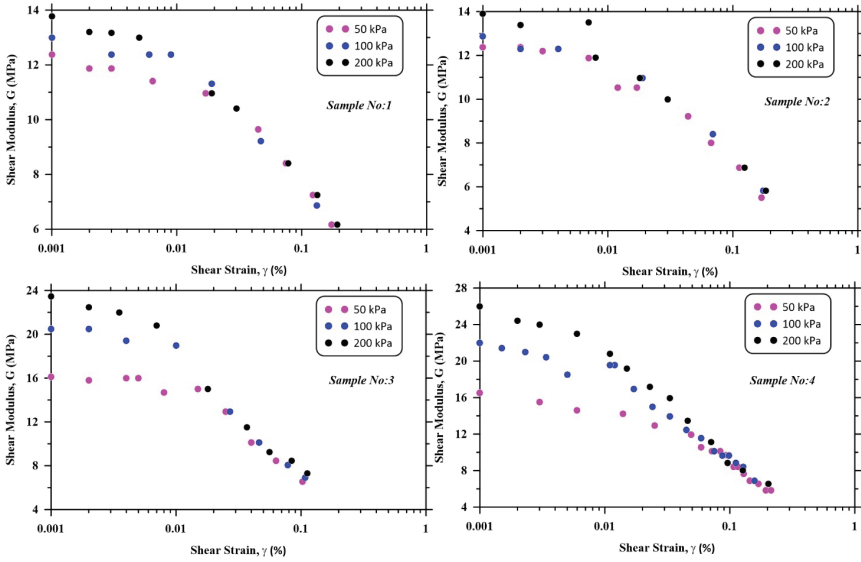 14
12
10
8
6
0.001
0.01
0.1
1
Shear Modulus, G (MPa)
Shear Strain, γ (%)
50 kPa
100 kPa
200 kPa
Sample No:1
14
12
10
8
6
4
0.001
0.01
0.1
1
Shear Modulus, G (MPa)
Shear Strain, γ (%)
50 kPa
100 kPa
200 kPa
Sample No:2
24
20
16
12
8
4
0.001
0.01
0.1
1
Shear Modulus, G (MPa)
Shear Strain, γ (%)
50 kPa
100 kPa
200 kPa
Sample No:3
28
24
20
16
12
8
4
0.001
0.01
0.1
1
Shear Modulus, G (MPa)
Shear Strain, γ (%)
50 kPa
100 kPa
200 kPa
Sample No:4